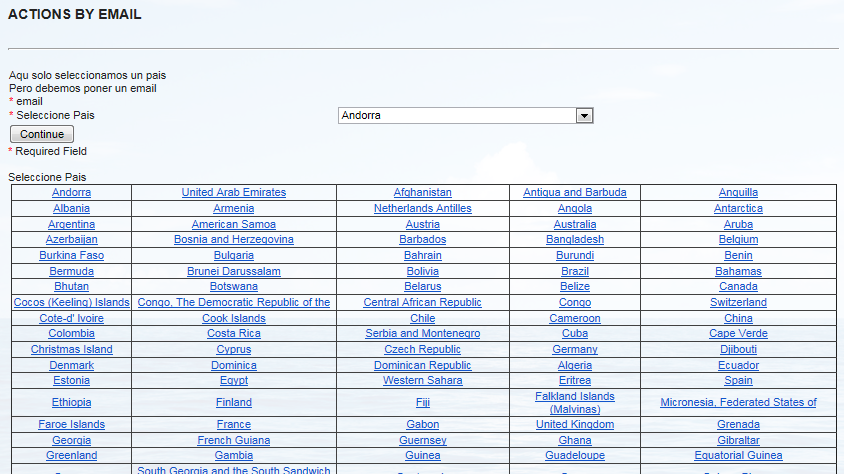 ACTIONS BY EMAIL
Aqu solo seleccionamos un pais
Pero debemos poner un email
* email
* Seleccione Pais Andorra
Continue
* Required Field
Seleccione Pais
Andorra United Arab Emirates Afghanistan Antigua and Barbuda Anguilla
Albania Armenia Netherlands Antilles Angola Antarctica
Argentina American Samoa Austria Australia Aruba
Azerbaijan Bosnia and Herzegovina Barbados Bangladesh Belgium
Burkina Faso Bulgaria Bahrain Burundi Benin
Bermuda Brunei Darussalam Bolivia Brazil Bahamas
Bhutan Botswana Belarus Belize Canada
Cocos (Keeling) Islands Congo, The Democratic Republic of the Central African Republic Congo Switzerland
Cote-d' Ivoire Cook Islands Chile Cameroon China
Colombia Costa Rica Serbia and Montenegro Cuba Cape Verde
Christmas Island Cyprus Czech Republic Germany Djibouti
Denmark Dominica Dominican Republic Algeria Ecuador
Estonia Egypt Western Sahara Eritrea Spain
Ethiopia Finland Fiji Falkland Islands (Malvinas) Micronesia, Federated States of
Faroe Islands France Gabon United Kingdom Grenada
Georgia French Guiana Guernsey Ghana Gibraltar
Greenland Gambia Guinea Guadeloupe Equatorial Guinea
South Georgia and the South Sandwich